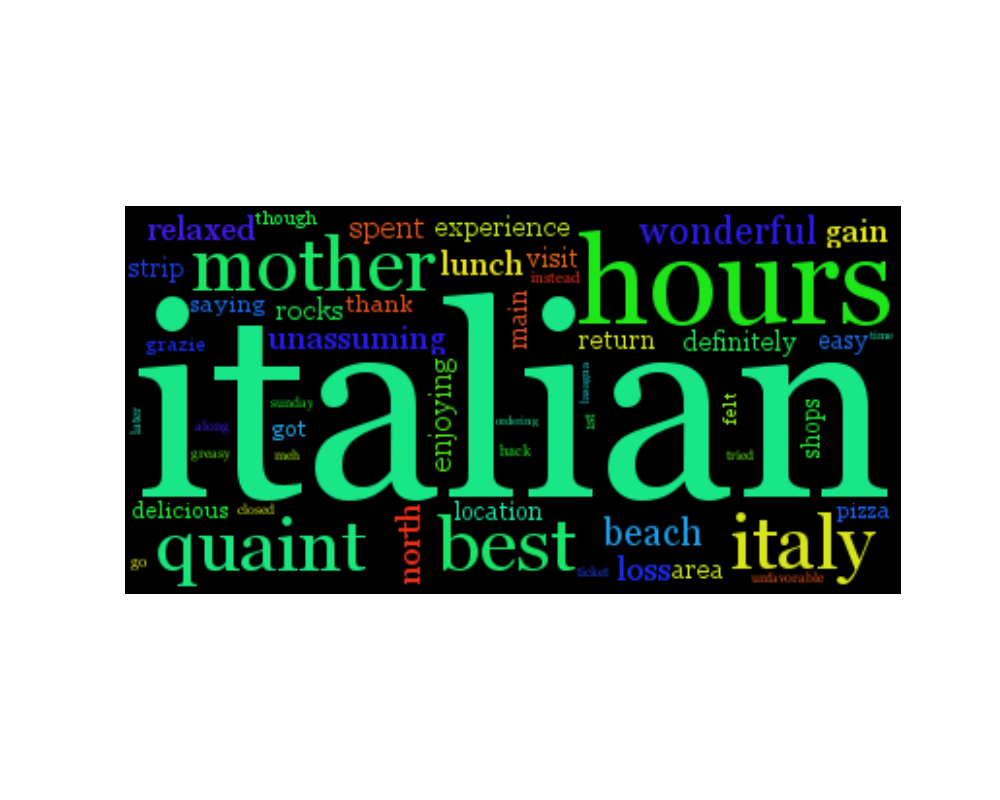 relaxed
though
spent
experience
wonderful
gain
strip
mother
lunch
visit
instead
hours
saying
rocks
thank
main
grazie
unassuming
return
definitely
easy
time
italian
later
along
greasy
sunday
got
meh
enjoying
ordering
back
lasagna
1st
felt
tried
shops
delicious
closed
location
pizza
go
quaint
north
best
beach
italy
ticket
loss
area
unfavorable